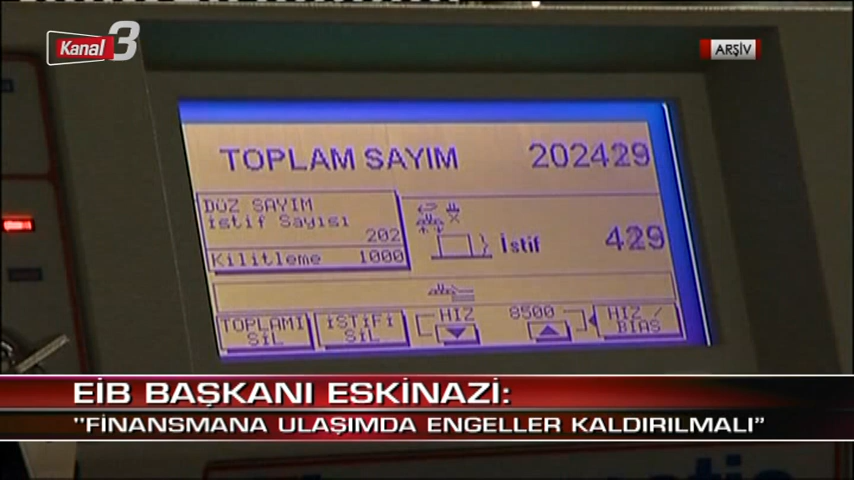 Kanal 3
ARŞİV
TOPLAM SAYIM 202429
DÜZ SAYIM
istif Sayısı
202
Kilitleme 1000
İstif 429
TOPLAMI SİL
İSTİFİ SİL
HIZ 8500
HIZ / BIAS
EİB BAŞKANI ESKİNAZİ:
"FİNANSMANA ULAŞIMDA ENGELLER KALDIRILMALI"